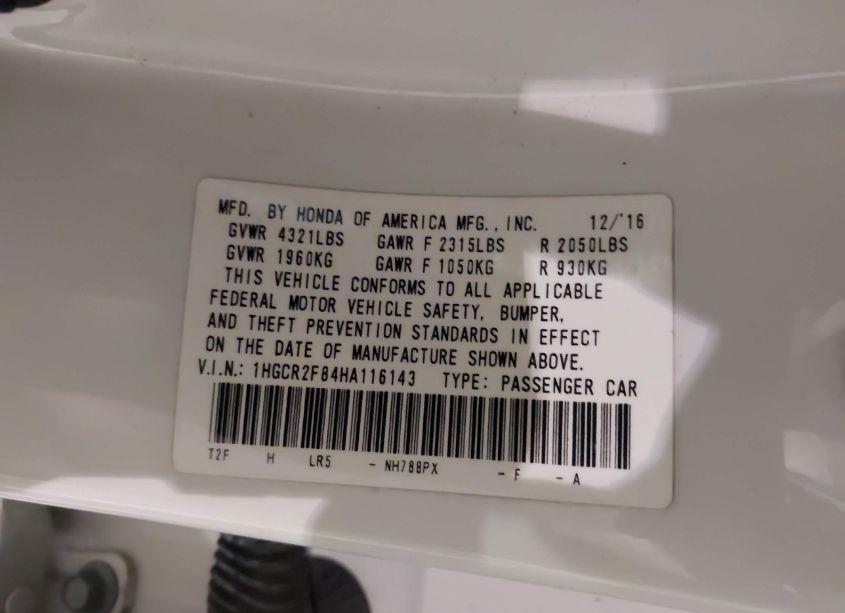 MFD. BY HONDA OF AMERICA MFG., INC. 12/'16
GVWR 4321LBS GAWR F 2315LBS R 2050LBS
GVWR 1960KG GAWR F 1050KG R 930KG
THIS VEHICLE CONFORMS TO ALL APPLICABLE
FEDERAL MOTOR VEHICLE SAFETY, BUMPER,
AND THEFT PREVENTION STANDARDS IN EFFECT
ON THE DATE OF MANUFACTURE SHOWN ABOVE.
V.I.N.: 1HGCR2F84HA116143 TYPE: PASSENGER CAR
T2F H LR5 - NH788PX - F - A